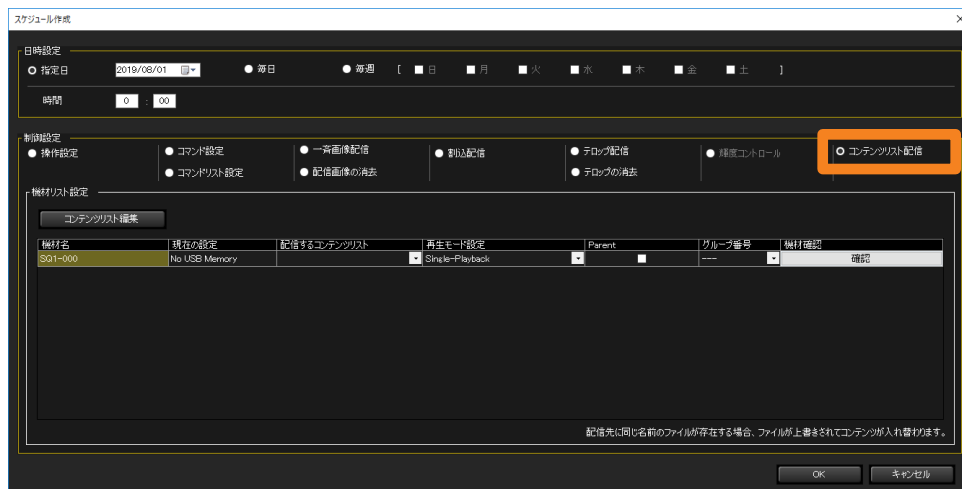 スケジュール作成
日時設定
指定日 2019/08/01 毎日 毎週 [ 日 月 火 水 木 金 土 ]
時間 0 : 00
制御設定
操作設定 コマンド設定 一斉画像配信 割込配信 テロップ配信 輝度コントロール コンテンツリスト配信
コマンドリスト設定 配信画像の消去 テロップの消去
機材リスト設定
コンテンツリスト編集
機材名 現在の設定 配信するコンテンツリスト 再生モード設定 Parent グループ番号 機材確認
SQ1-000 No USB Memory Single-Playback --- 確認
配信先に同じ名前のファイルが存在する場合、ファイルが上書きされてコンテンツが入れ替わります。
OK キャンセル